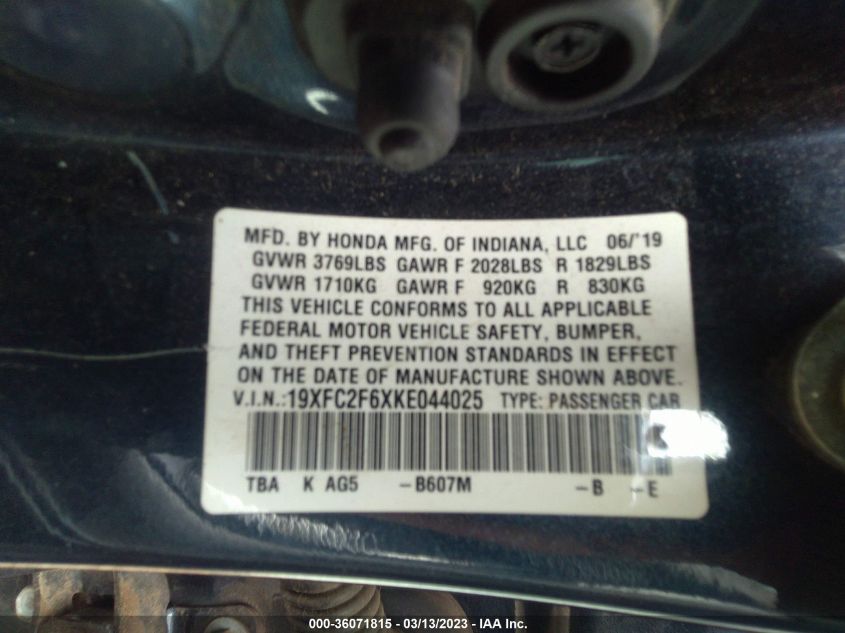 MFD. BY HONDA MFG. OF INDIANA, LLC 06/'19
GVWR 3769LBS GAWR F 2028LBS R 1829LBS
GVWR 1710KG GAWR F 920KG R 830KG
THIS VEHICLE CONFORMS TO ALL APPLICABLE
FEDERAL MOTOR VEHICLE SAFETY, BUMPER,
AND THEFT PREVENTION STANDARDS IN EFFECT
ON THE DATE OF MANUFACTURE SHOWN ABOVE.
V.I.N.:19XFC2F6XKE044025 TYPE: PASSENGER CAR
TBA K AG5 -B607M -B -E
000-36071815 - 03/13/2023 - IAA Inc.